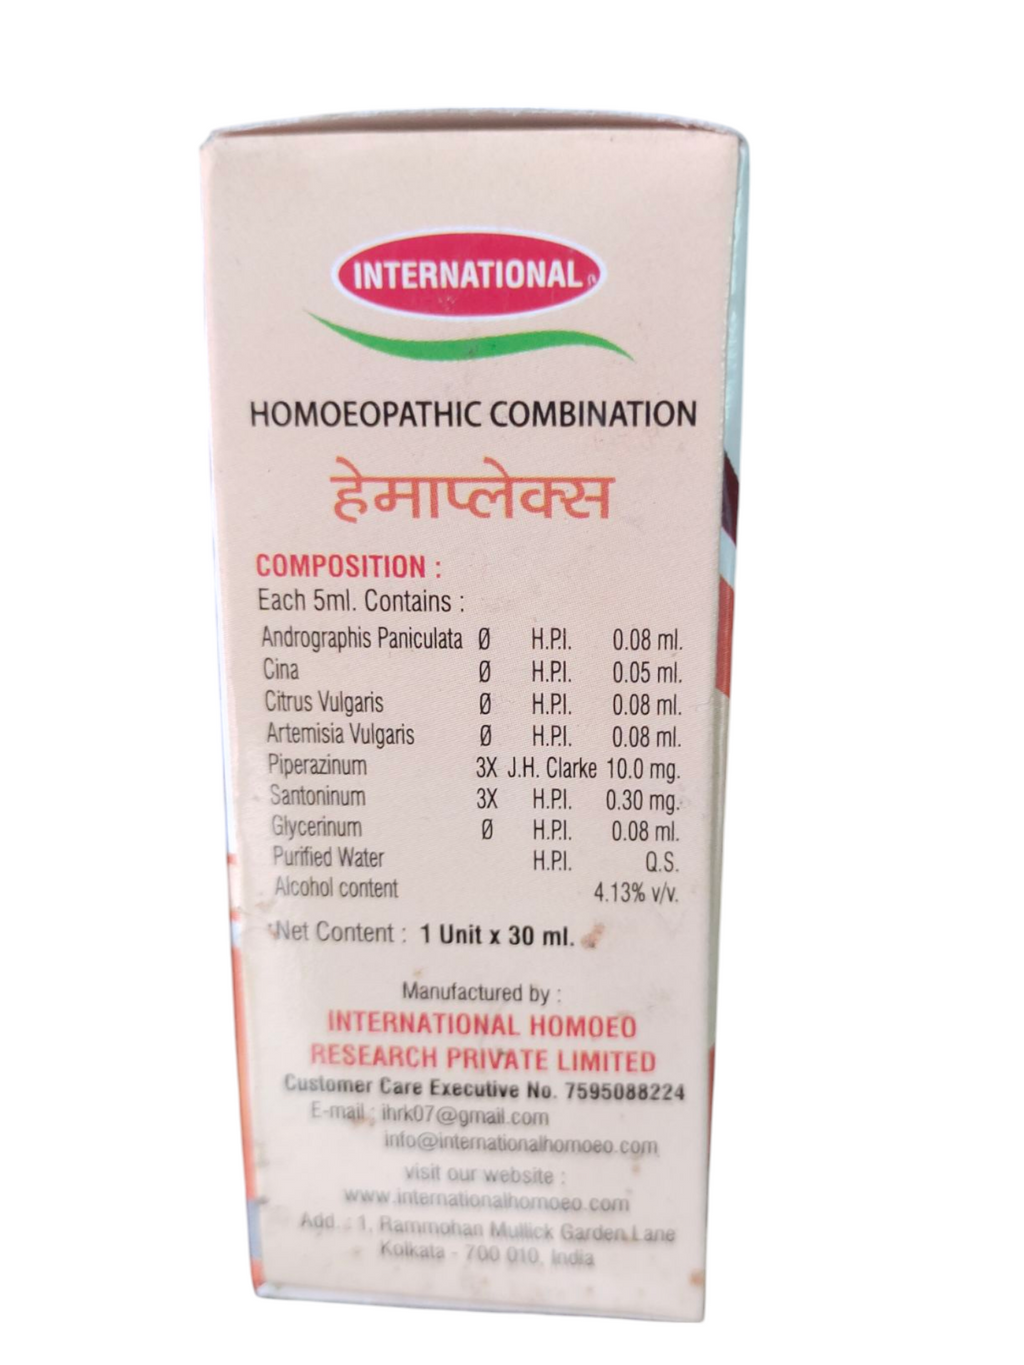 INTERNATIONAL
HOMOEOPATHIC COMBINATION
हेमाप्लेक्स
COMPOSITION :
Each 5ml. Contains :
Andrographis Paniculata Ø H.P.I. 0.08 ml.
Cina Ø H.P.I. 0.05 ml.
Citrus Vulgaris Ø H.P.I. 0.08 ml.
Artemisia Vulgaris Ø H.P.I. 0.08 ml.
Piperazinum 3X J.H. Clarke 10.0 mg.
Santoninum 3X H.P.I. 0.30 mg.
Glycerinum Ø H.P.I. 0.08 ml.
Purified Water H.P.I. Q.S.
Alcohol content 4.13% v/v.
Net Content : 1 Unit x 30 ml.
Manufactured by :
INTERNATIONAL HOMOEO
RESEARCH PRIVATE LIMITED
Customer Care Executive No. 7595088224
E-mail : ihrk07@gmail.com
info@internationalhomoeo.com
visit our website :
www.internationalhomoeo.com
Add. : 1, Rammohan Mullick Garden Lane
Kolkata - 700 010, India